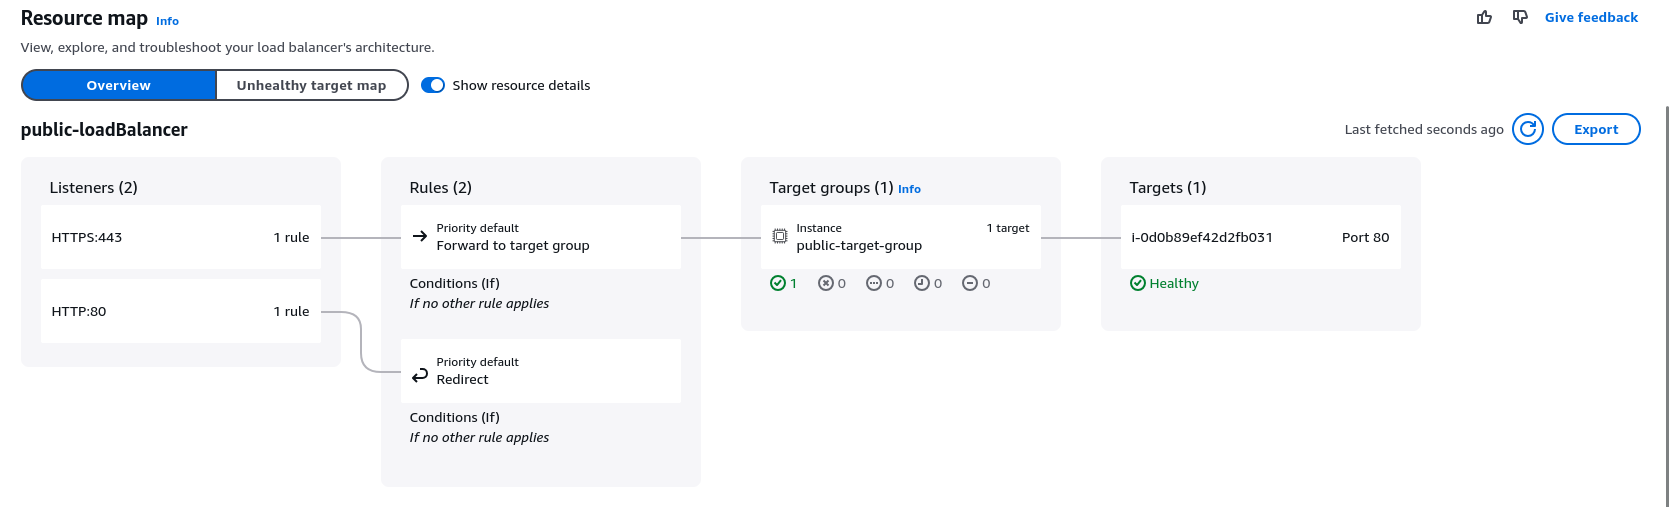 Resource map Info
Give feedback
View, explore, and troubleshoot your load balancer's architecture.
Overview
Unhealthy target map
Show resource details
public-loadBalancer
Last fetched seconds ago
Export
Listeners (2)
HTTPS:443 1 rule
HTTP:80 1 rule
Rules (2)
Priority default
Forward to target group
Conditions (If)
If no other rule applies
Priority default
Redirect
Conditions (If)
If no other rule applies
Target groups (1) Info
Instance 1 target
public-target-group
1 0 0 0 0
Targets (1)
i-0d0b89ef42d2fb031 Port 80
Healthy